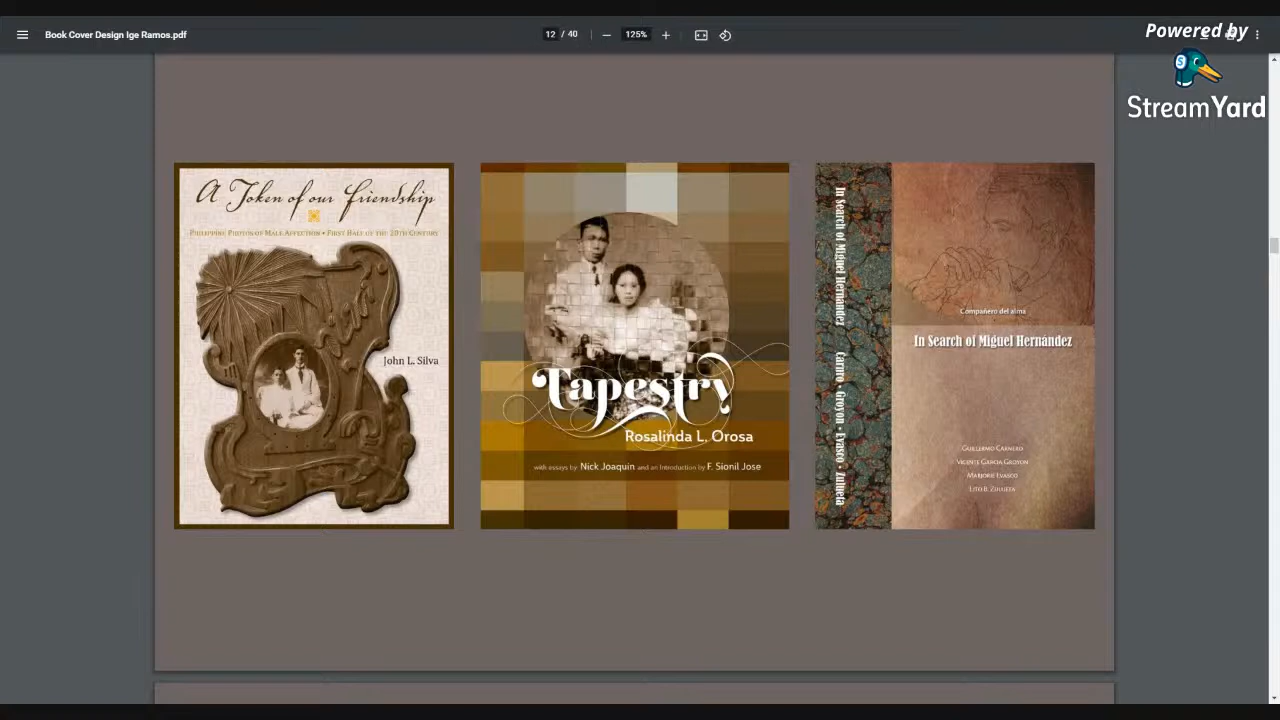 Book Cover Design Ige Ramos.pdf
12 / 40
125%
Powered by
StreamYard
A Token of our Friendship
PHILIPPINE PHOTOS OF MALE AFFECTION • FIRST HALF OF THE 20TH CENTURY
John L. Silva
Tapestry
Rosalinda L. Orosa
with essays by Nick Joaquin and an Introduction by F. Sionil Jose
In Search of Miguel Hernández Carnero • Groyon • Evasco • Zulueta
Compañero del alma
In Search of Miguel Hernández
GUILLERMO CARNERO
VICENTE GARCIA GROYON
MARJORIE EVASCO
LITO B. ZULUETA